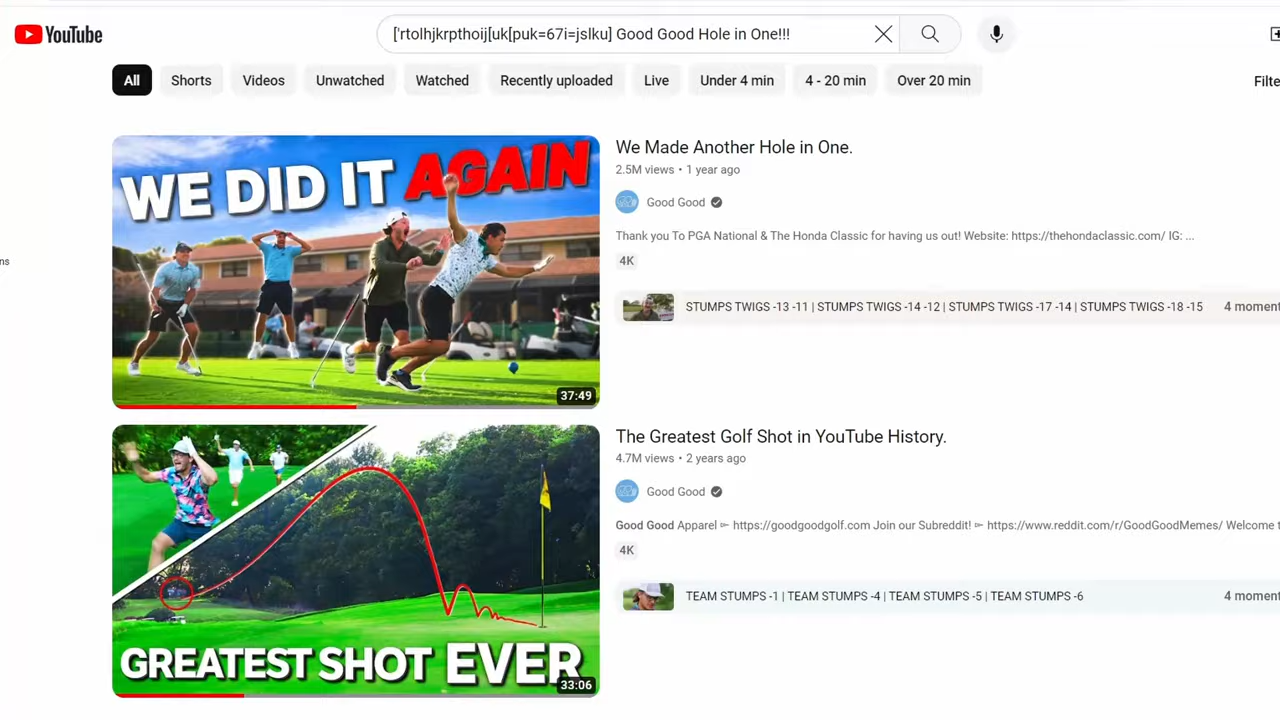 YouTube
['rtolhjkrpthoij[uk[puk=67i=jslku] Good Good Hole in One!!!
All
Shorts
Videos
Unwatched
Watched
Recently uploaded
Live
Under 4 min
4 - 20 min
Over 20 min
Filte
ns
WE DID IT AGAIN
37:49
We Made Another Hole in One.
2.5M views • 1 year ago
Good Good
Thank you To PGA National & The Honda Classic for having us out! Website: https://thehondaclassic.com/ IG: ...
4K
STUMPS TWIGS -13 -11 | STUMPS TWIGS -14 -12 | STUMPS TWIGS -17 -14 | STUMPS TWIGS -18 -15
4 moment
GREATEST SHOT EVER
33:06
The Greatest Golf Shot in YouTube History.
4.7M views • 2 years ago
Good Good
Good Good Apparel ➳ https://goodgoodgolf.com Join our Subreddit! ➳ https://www.reddit.com/r/GoodGoodMemes/ Welcome t
4K
TEAM STUMPS -1 | TEAM STUMPS -4 | TEAM STUMPS -5 | TEAM STUMPS -6
4 moment